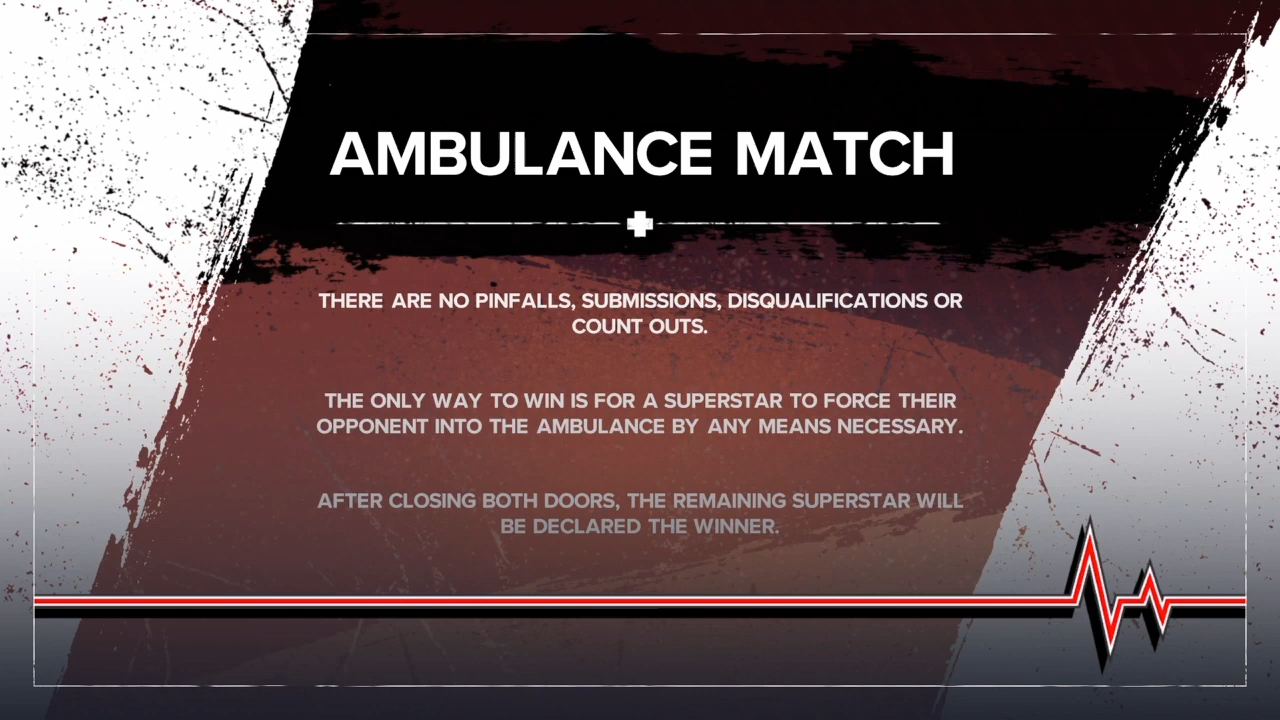 AMBULANCE MATCH
THERE ARE NO PINFALLS, SUBMISSIONS, DISQUALIFICATIONS OR
COUNT OUTS.
THE ONLY WAY TO WIN IS FOR A SUPERSTAR TO FORCE THEIR
OPPONENT INTO THE AMBULANCE BY ANY MEANS NECESSARY.
AFTER CLOSING BOTH DOORS, THE REMAINING SUPERSTAR WILL
BE DECLARED THE WINNER.